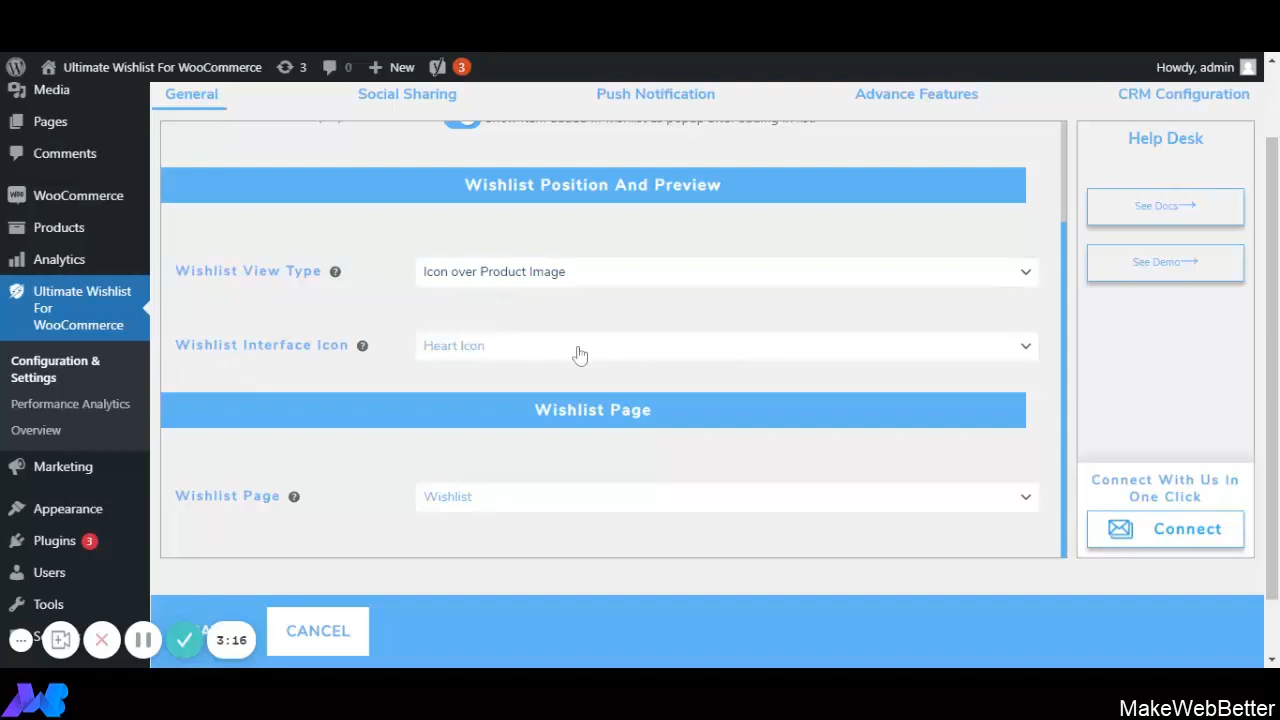 Ultimate Wishlist For WooCommerce 3 0 New 3 Howdy, admin
Media
Pages
Comments
WooCommerce
Products
Analytics
Ultimate Wishlist
For
WooCommerce
Configuration &
Settings
Performance Analytics
Overview
Marketing
Appearance
Plugins 3
Users
Tools
General Social Sharing Push Notification Advance Features CRM Configuration
Wishlist Position And Preview
Wishlist View Type ? Icon over Product Image
Wishlist Interface Icon ? Heart Icon
Wishlist Page
Wishlist Page ? Wishlist
Help Desk
See Docs→
See Demo→
Connect With Us In
One Click
Connect
CANCEL
3:16
MakeWebBetter